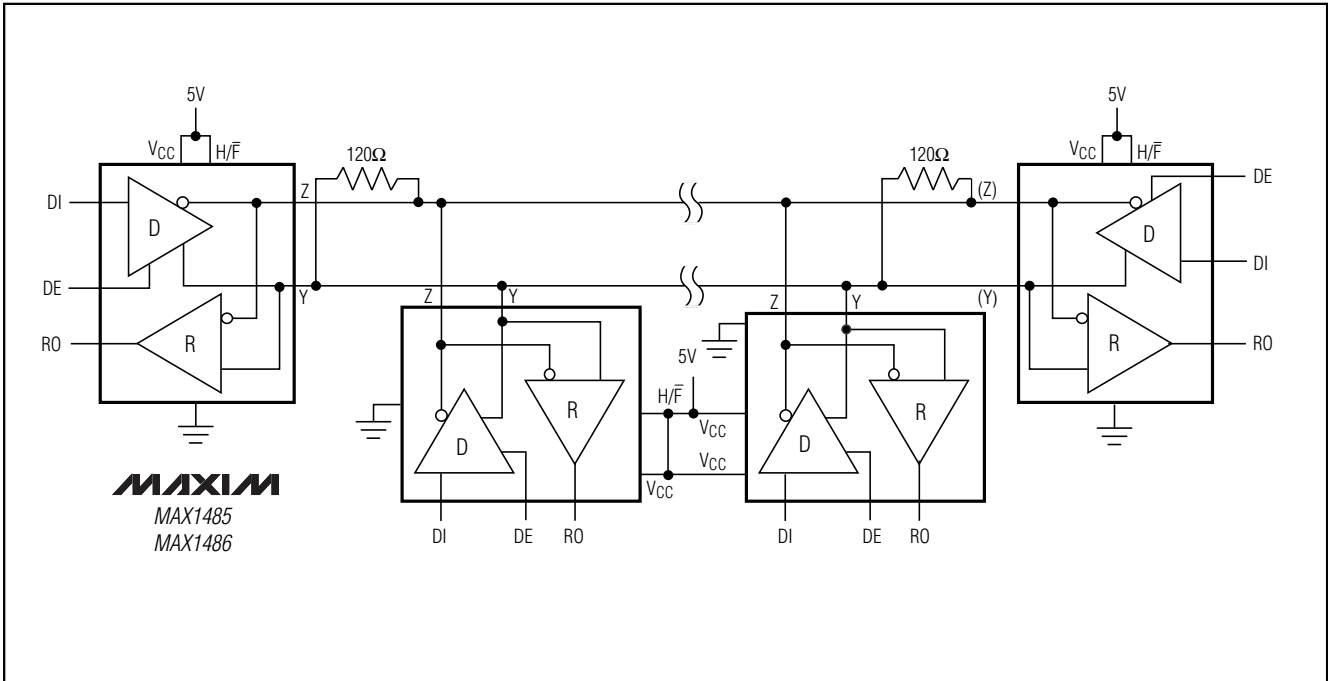 5V
VCC
H/F̅
120Ω
DI
D
Z
DE
Y
RO
R
MAXIM
MAX1485
MAX1486
Z
Y
R
D
DI
DE
RO
H/F̅
VCC
5V
VCC
VCC
Z
Y
R
D
DI
DE
RO
120Ω
(Z)
(Y)
5V
VCC
H/F̅
DE
D
DI
R
RO